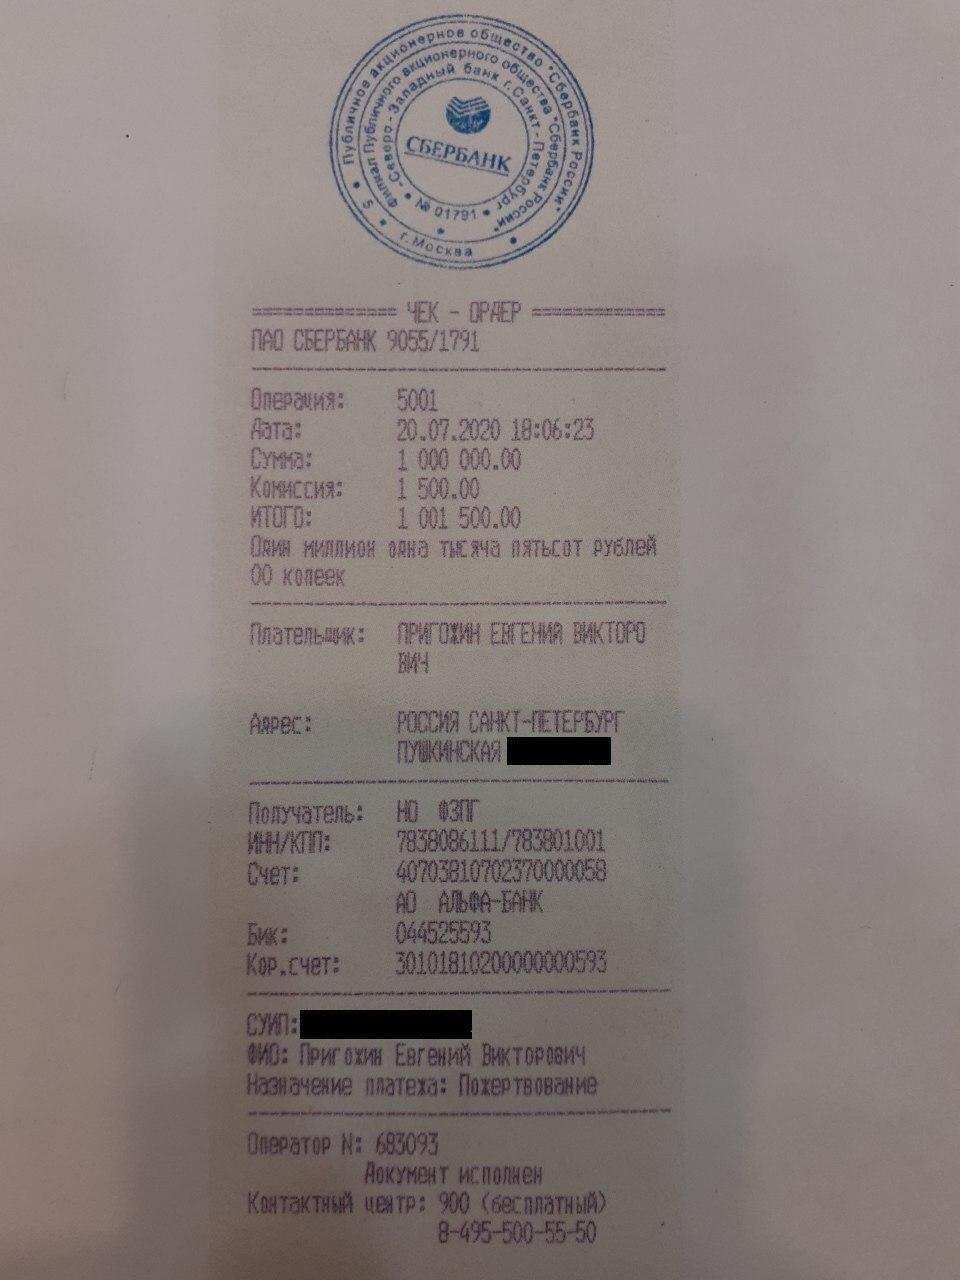 Публичное акционерное общество "Сбербанк России"
Филиал Публичного акционерного общества "Сбербанк России"
"Северо-Западный банк г.Санкт-Петербург
СБЕРБАНК
№ 01791
5
г.Москва
============= ЧЕК - ОРДЕР ============
ПАО СБЕРБАНК 9055/1791
Операция: 5001
Дата: 20.07.2020 18:06:23
Сумма: 1 000 000.00
Комиссия: 1 500.00
ИТОГО: 1 001 500.00
Один миллион одна тысяча пятьсот рублей
00 копеек
Плательщик: ПРИГОЖИН ЕВГЕНИЙ ВИКТОРО
ВИЧ
Адрес: РОССИЯ САНКТ-ПЕТЕРБУРГ
ПУШКИНСКАЯ
Получатель: НО ФЗПГ
ИНН/КПП: 7838086111/783801001
Счет: 40703810702370000058
АО АЛЬФА-БАНК
Бик: 044525593
Кор.счет: 30101810200000000593
СУИП:
ФИО: Пригожин Евгений Викторович
Назначение платежа: Пожертвование
Оператор N: 683093
Документ исполнен
Контактный центр: 900 (бесплатный)
8-495-500-55-50